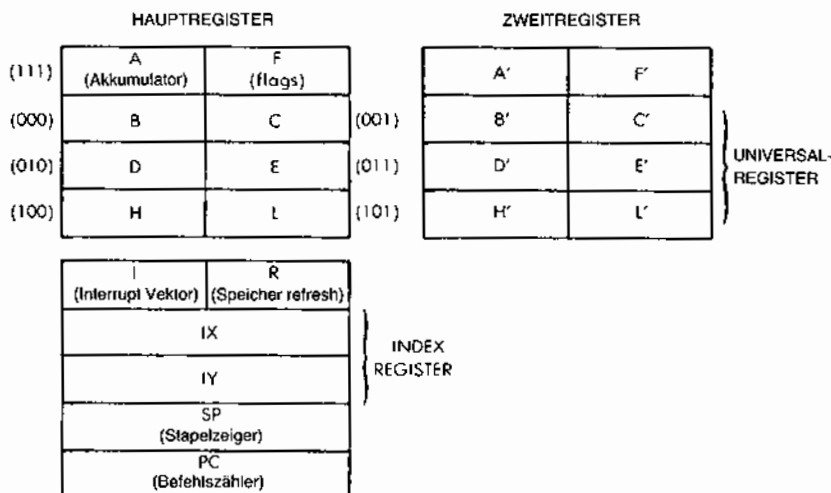 HAUPTREGISTER
ZWEITREGISTER
(111)
A
(Akkumulator)
F
(flags)
A′
F′
(000)
B
C
(001)
B′
C′
(010)
D
E
(011)
D′
E′
(100)
H
L
(101)
H′
L′
UNIVERSAL-
REGISTER
I
(Interrupt Vektor)
R
(Speicher refresh)
IX
IY
INDEX
REGISTER
SP
(Stapelzeiger)
PC
(Befehlszähler)